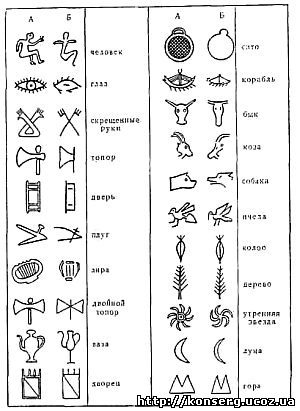 А Б
человек
глаз
скрещенные
руки
топор
дверь
плуг
лира
двойной
топор
ваза
дворец
А Б
сито
корабль
бык
коза
собака
пчела
колос
дерево
утренняя
звезда
луна
гора
http://konserg.ucoz.ua